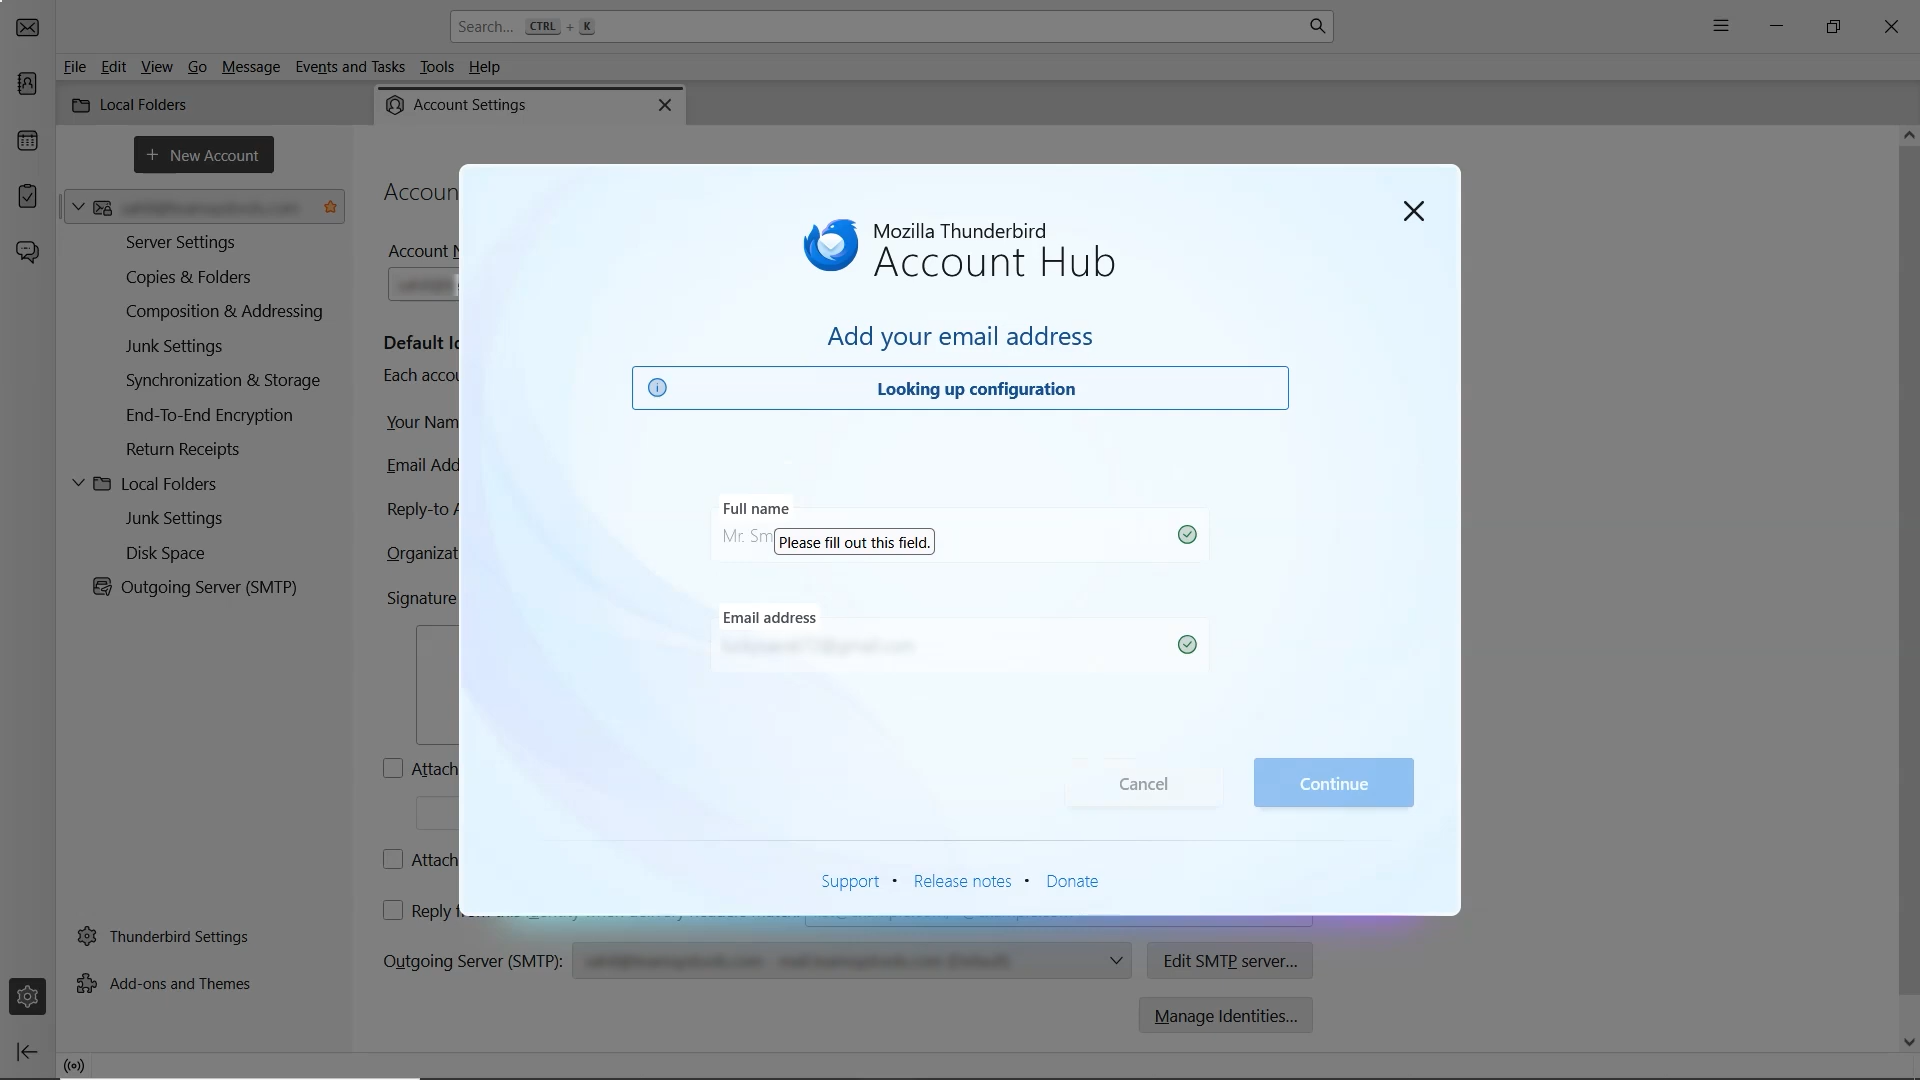 Search... CTRL + K
File Edit View Go Message Events and Tasks Tools Help
Local Folders
Account Settings
+ New Account
Server Settings
Copies & Folders
Composition & Addressing
Junk Settings
Synchronization & Storage
End-To-End Encryption
Return Receipts
Local Folders
Junk Settings
Disk Space
Outgoing Server (SMTP)
Thunderbird Settings
Add-ons and Themes
Accoun
Account N
Default Id
Each accou
Your Nam
Email Add
Reply-to A
Organizat
Signature
Attach
Attach
Reply f
Outgoing Server (SMTP):
Edit SMTP server...
Manage Identities...
Mozilla Thunderbird
Account Hub
Add your email address
Looking up configuration
Full name
Mr. Sm
Please fill out this field.
Email address
Cancel
Continue
Support • Release notes • Donate